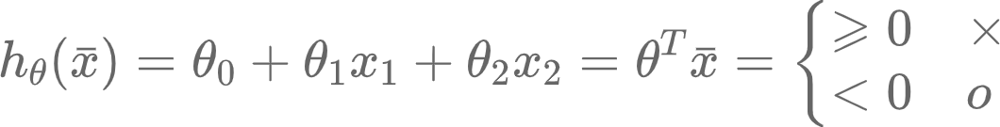 h_θ(x̄) = θ_0 + θ_1x_1 + θ_2x_2 = θ^T x̄ = { ⩾ 0 ×
< 0 o